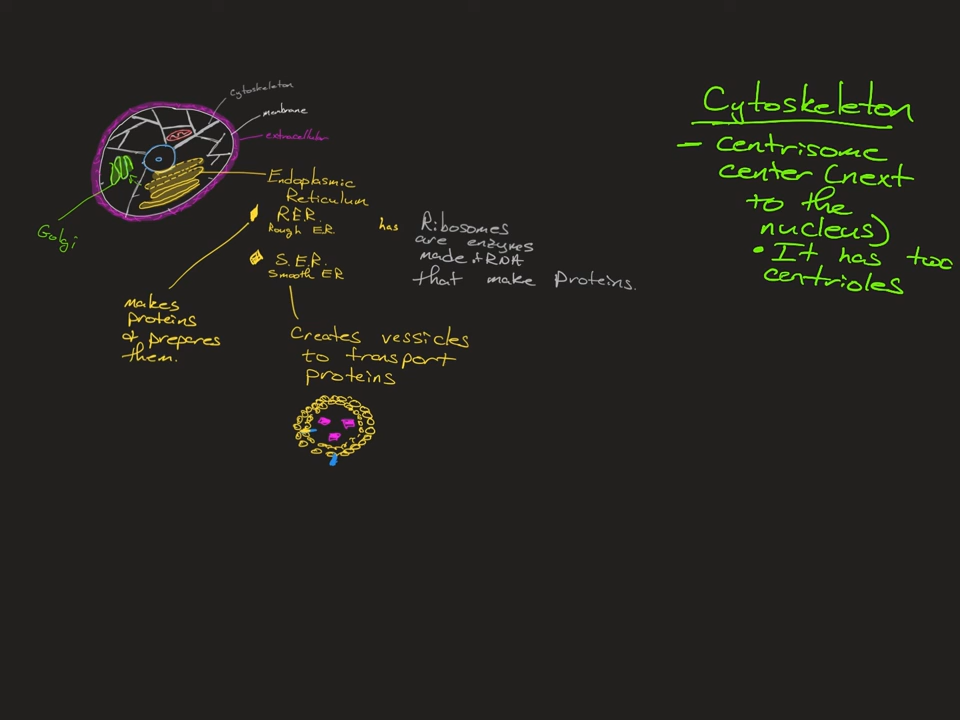 Cytoskeleton
menbrane
extracellular
Golgi
Endoplasmic
Reticulum
R.E.R.
Rough ER.
S.E.R.
Smooth ER
has
Ribosomes
are enzymes
made of RNA
that make Proteins.
makes
proteins
& prepares
them.
Creates vessicles
to transport
proteins
Cytoskeleton
- centrisome
center (next
to the
nucleus)
• It has two
centrioles